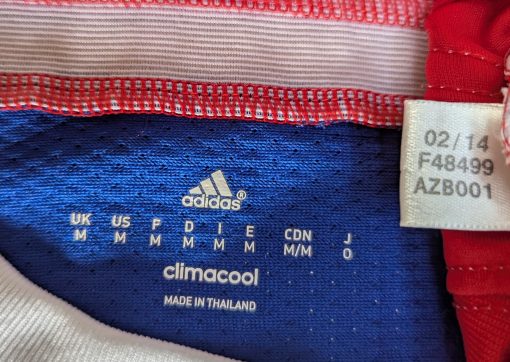 adidas®
UK US F D I E CDN J
M M M M M M M/M O
climacool
MADE IN THAILAND
02/14
F48499
AZB001